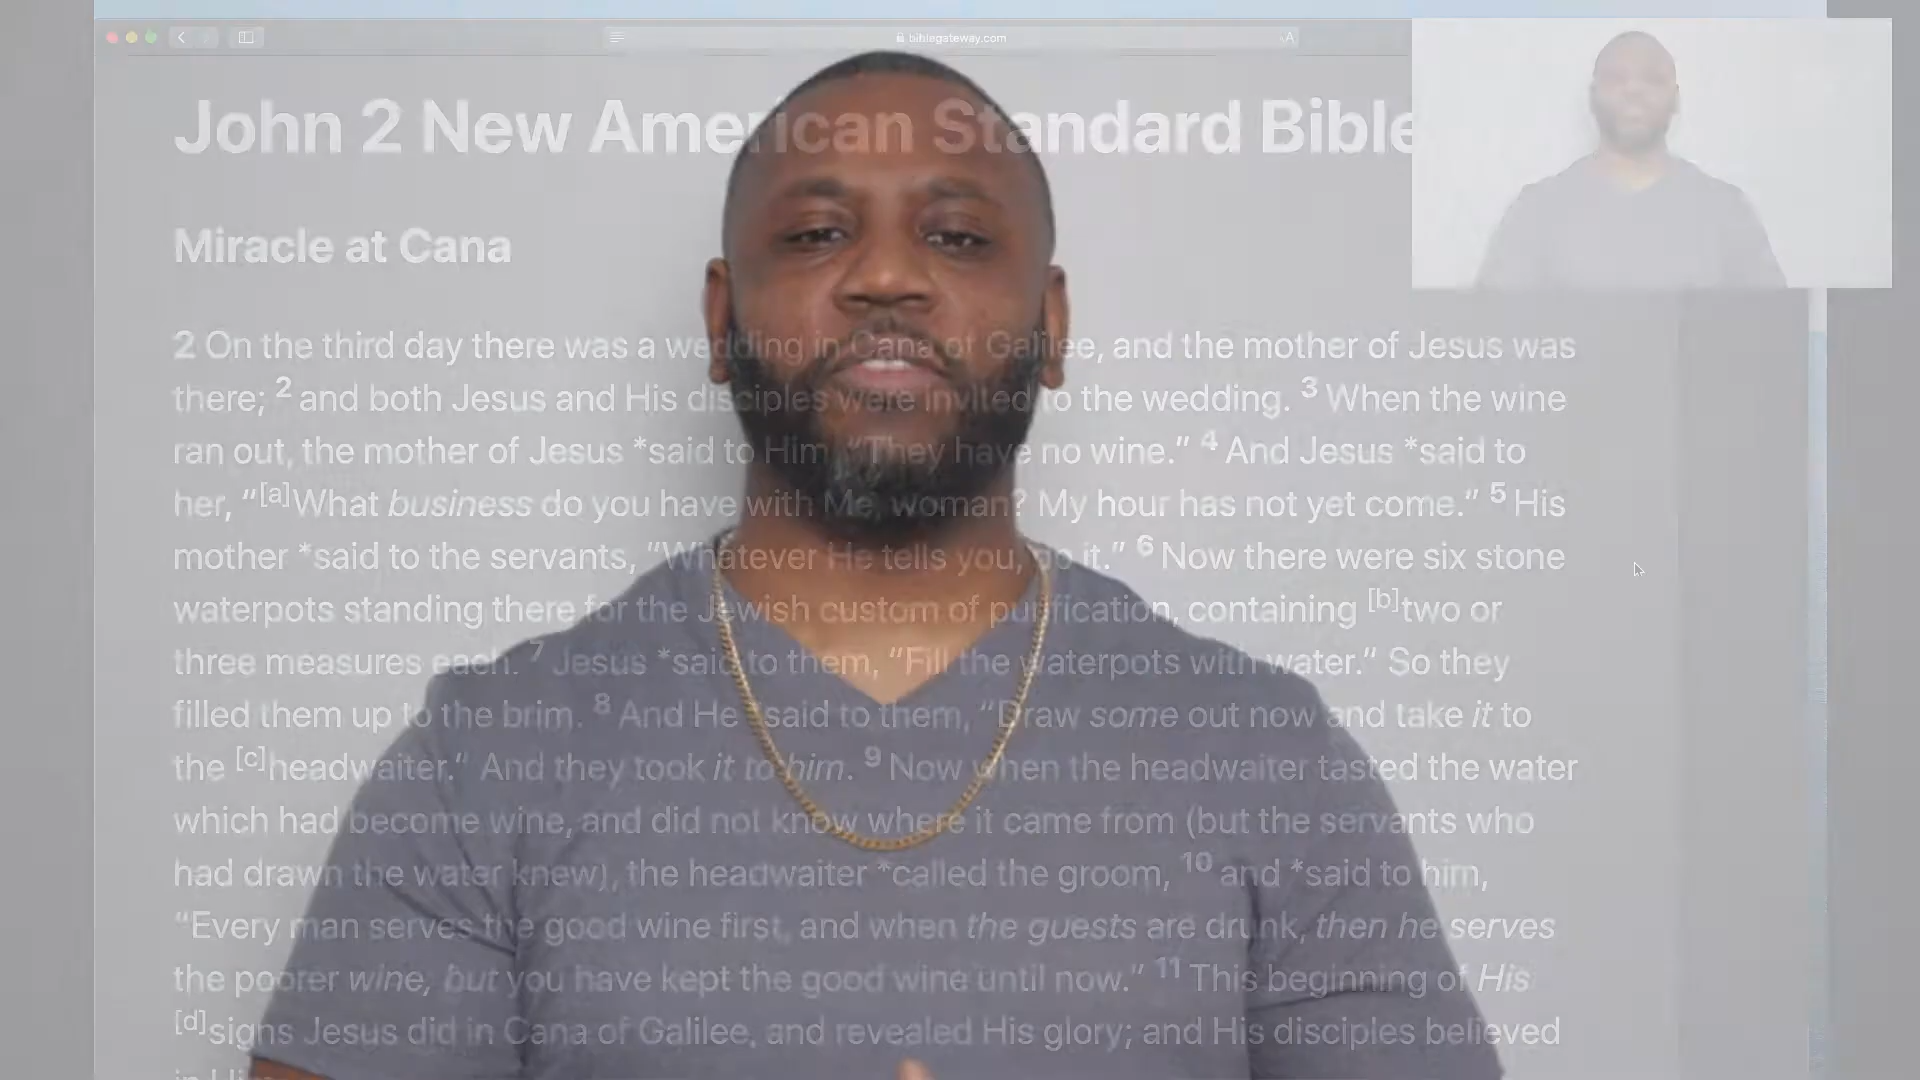 biblegateway.com
John 2 New American Standard Bible
Miracle at Cana
2 On the third day there was a wedding in Cana of Galilee, and the mother of Jesus was
there; 2 and both Jesus and His disciples were invited to the wedding. 3 When the wine
ran out, the mother of Jesus *said to Him, “They have no wine.” 4 And Jesus *said to
her, “[a]What business do you have with Me, woman? My hour has not yet come.” 5 His
mother *said to the servants, “Whatever He tells you, do it.” 6 Now there were six stone
waterpots standing there for the Jewish custom of purification, containing [b]two or
three measures each. 7 Jesus *said to them, “Fill the waterpots with water.” So they
filled them up to the brim. 8 And He *said to them, “Draw some out now and take it to
the [c]headwaiter.” And they took it to him. 9 Now when the headwaiter tasted the water
which had become wine, and did not know where it came from (but the servants who
had drawn the water knew), the headwaiter *called the groom, 10 and *said to him,
“Every man serves the good wine first, and when the guests are drunk, then he serves
the poorer wine, but you have kept the good wine until now.” 11 This beginning of His
[d]signs Jesus did in Cana of Galilee, and revealed His glory; and His disciples believed
in Him